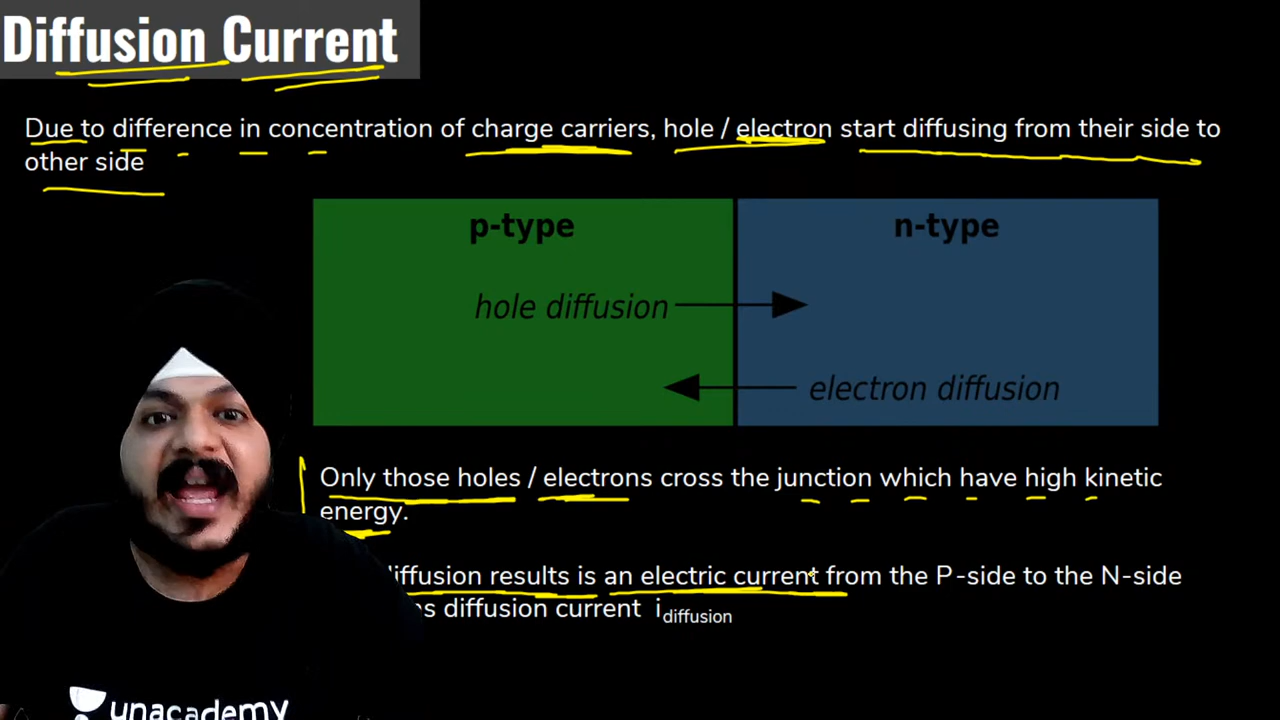 Diffusion Current
Due to difference in concentration of charge carriers, hole / electron start diffusing from their side to
other side
p-type
n-type
hole diffusion
electron diffusion
Only those holes / electrons cross the junction which have high kinetic
energy.
results is an electric current from the P-side to the N-side
diffusion current i diffusion
unacademy